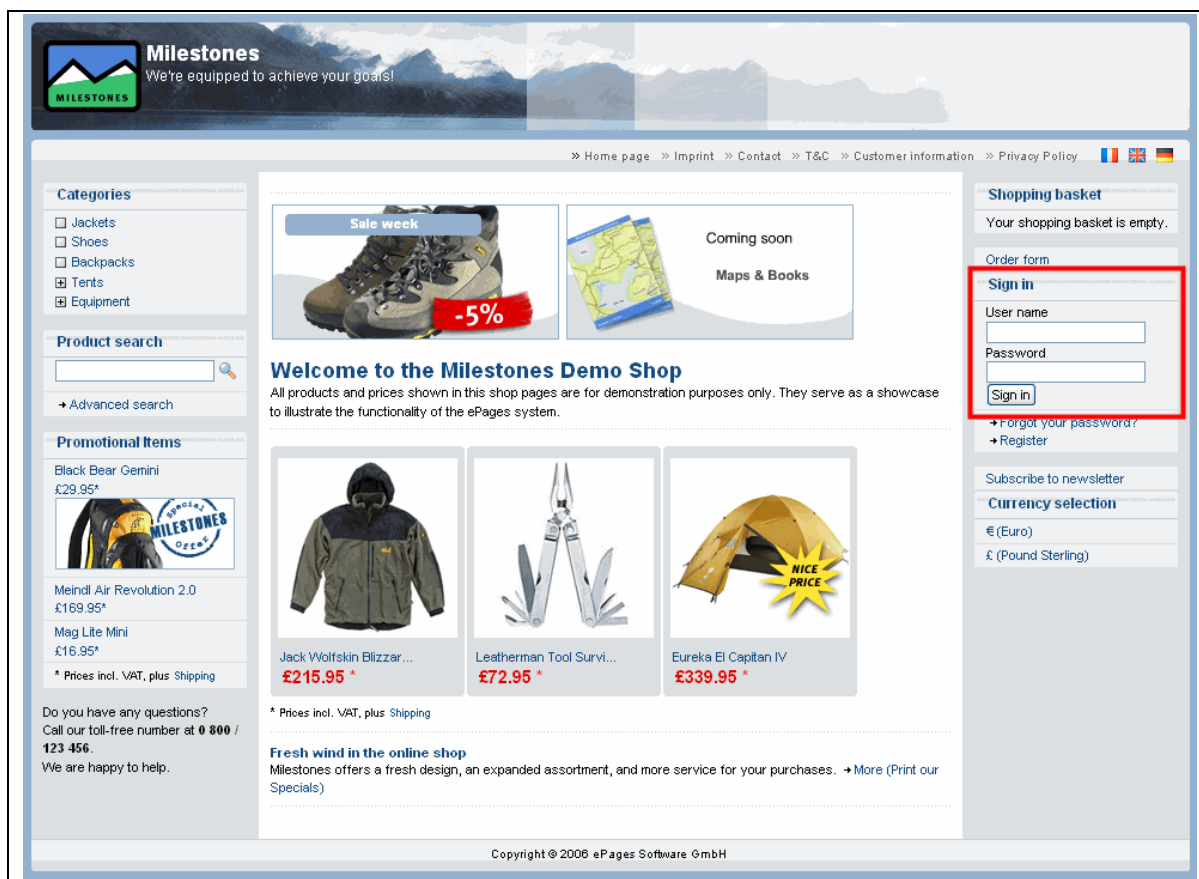 Milestones
We're equipped to achieve your goals!
MILESTONES
» Home page » Imprint » Contact » T&C » Customer information » Privacy Policy
Categories
Jackets
Shoes
Backpacks
Tents
Equipment
Product search
Advanced search
Promotional Items
Black Bear Gemini
£29.95*
Special
MILESTONES
Offer
Meindl Air Revolution 2.0
£169.95*
Mag Lite Mini
£16.95*
* Prices incl. VAT, plus Shipping
Do you have any questions?
Call our toll-free number at 0 800 /
123 456.
We are happy to help.
Sale week
-5%
Coming soon
Maps & Books
Welcome to the Milestones Demo Shop
All products and prices shown in this shop pages are for demonstration purposes only. They serve as a showcase
to illustrate the functionality of the ePages system.
NICE
PRICE
Jack Wolfskin Blizzar...
£215.95 *
Leatherman Tool Survi...
£72.95 *
Eureka El Capitan IV
£339.95 *
* Prices incl. VAT, plus Shipping
Fresh wind in the online shop
Milestones offers a fresh design, an expanded assortment, and more service for your purchases. More (Print our
Specials)
Shopping basket
Your shopping basket is empty.
Order form
Sign in
User name
Password
Sign in
Forgot your password?
Register
Subscribe to newsletter
Currency selection
€ (Euro)
£ (Pound Sterling)
Copyright © 2006 ePages Software GmbH